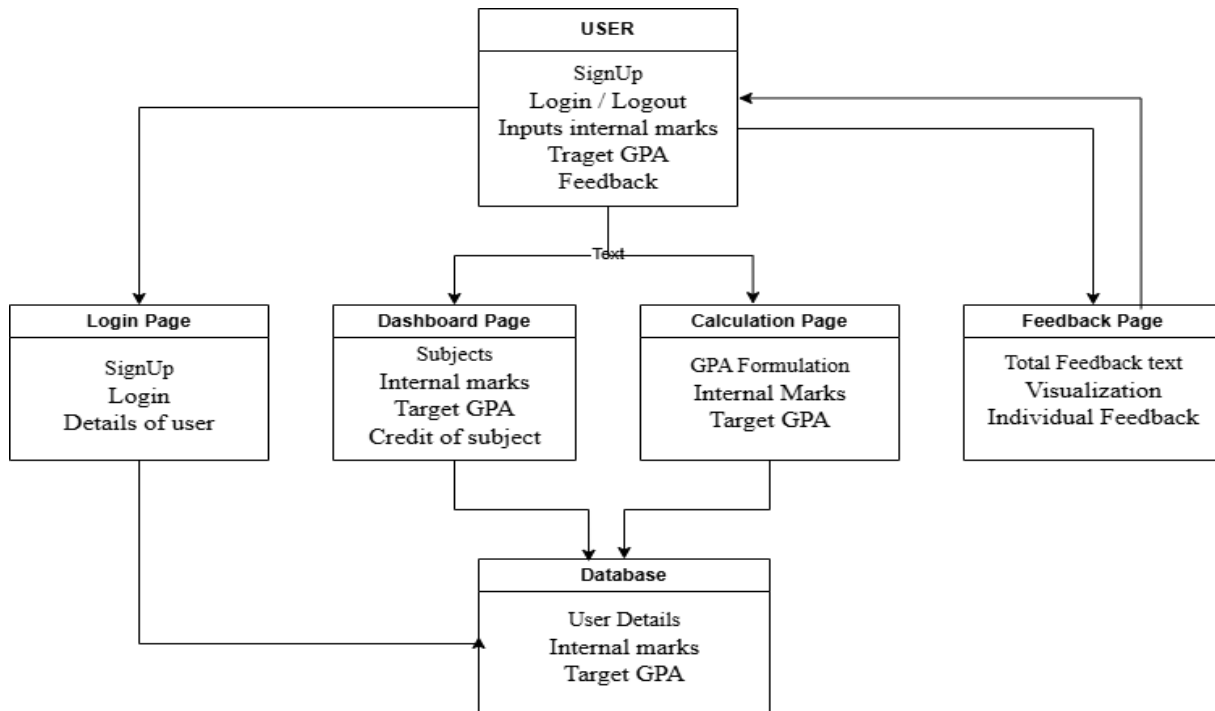 USER
SignUp
Login / Logout
Inputs internal marks
Traget GPA
Feedback
Text
Login Page
SignUp
Login
Details of user
Dashboard Page
Subjects
Internal marks
Target GPA
Credit of subject
Calculation Page
GPA Formulation
Internal Marks
Target GPA
Feedback Page
Total Feedback text
Visualization
Individual Feedback
Database
User Details
Internal marks
Target GPA